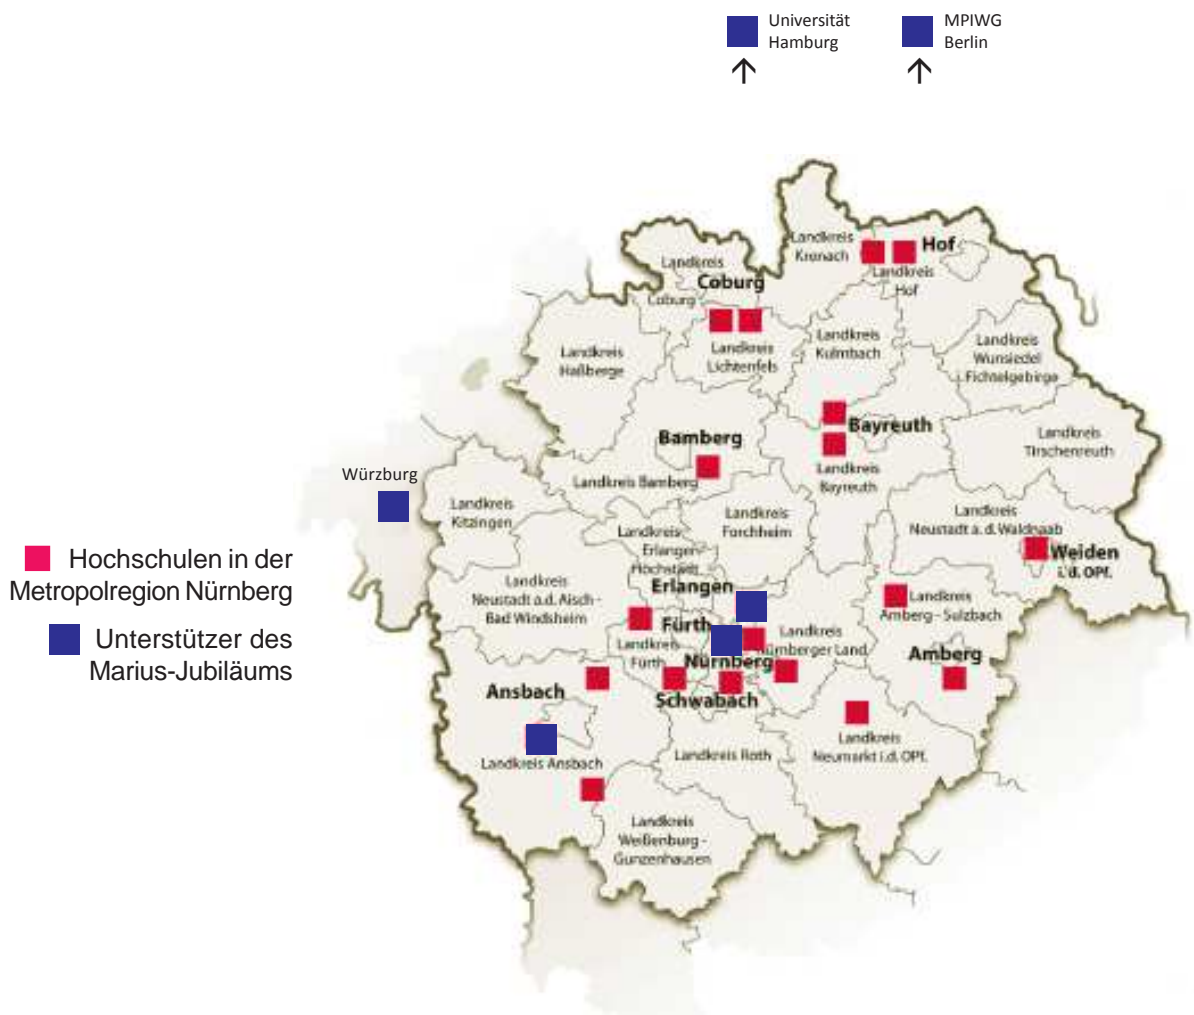 Universität
Hamburg
MPIWG
Berlin
Landkreis
Kronach
Hof
Landkreis
Hof
Landkreis
Coburg
Coburg
Landkreis
Lichtenfels
Landkreis
Kulmbach
Landkreis
Wunsiedel
i.Fichtelgebirge
Landkreis
Haßberge
Bayreuth
Landkreis
Bayreuth
Landkreis
Tirschenreuth
Bamberg
Landkreis Bamberg
Würzburg
Landkreis
Kitzingen
Landkreis
Forchheim
Landkreis
Neustadt a. d. Waldnaab
Weiden
i. d. OPf.
Landkreis
Erlangen-
Höchstadt
Erlangen
Hochschulen in der
Metropolregion Nürnberg
Unterstützer des
Marius-Jubiläums
Landkreis
Neustadt a.d. Aisch -
Bad Windsheim
Landkreis
Amberg - Sulzbach
Fürth
Landkreis
Fürth
Landkreis
Nürnberger Land
Nürnberg
Amberg
Schwabach
Ansbach
Landkreis Ansbach
Landkreis Roth
Landkreis
Neumarkt i.d. OPf.
Landkreis
Weißenburg -
Gunzenhausen